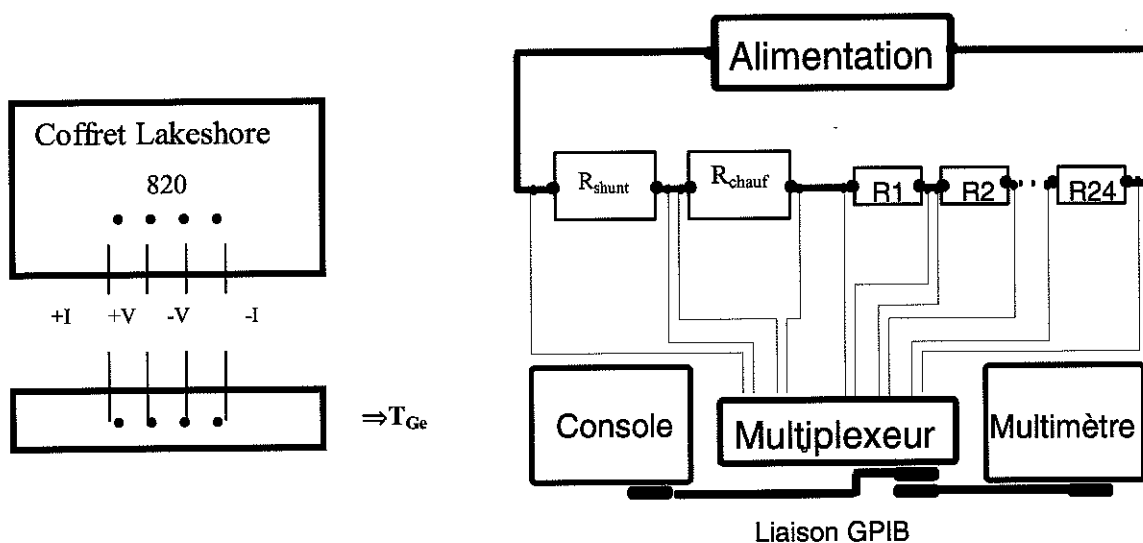 Coffret Lakeshore
820
+I +V -V -I
⇒T_Ge
Alimentation
R_shunt R_chauf R1 R2 R24
Console Multiplexeur Multimètre
Liaison GPIB